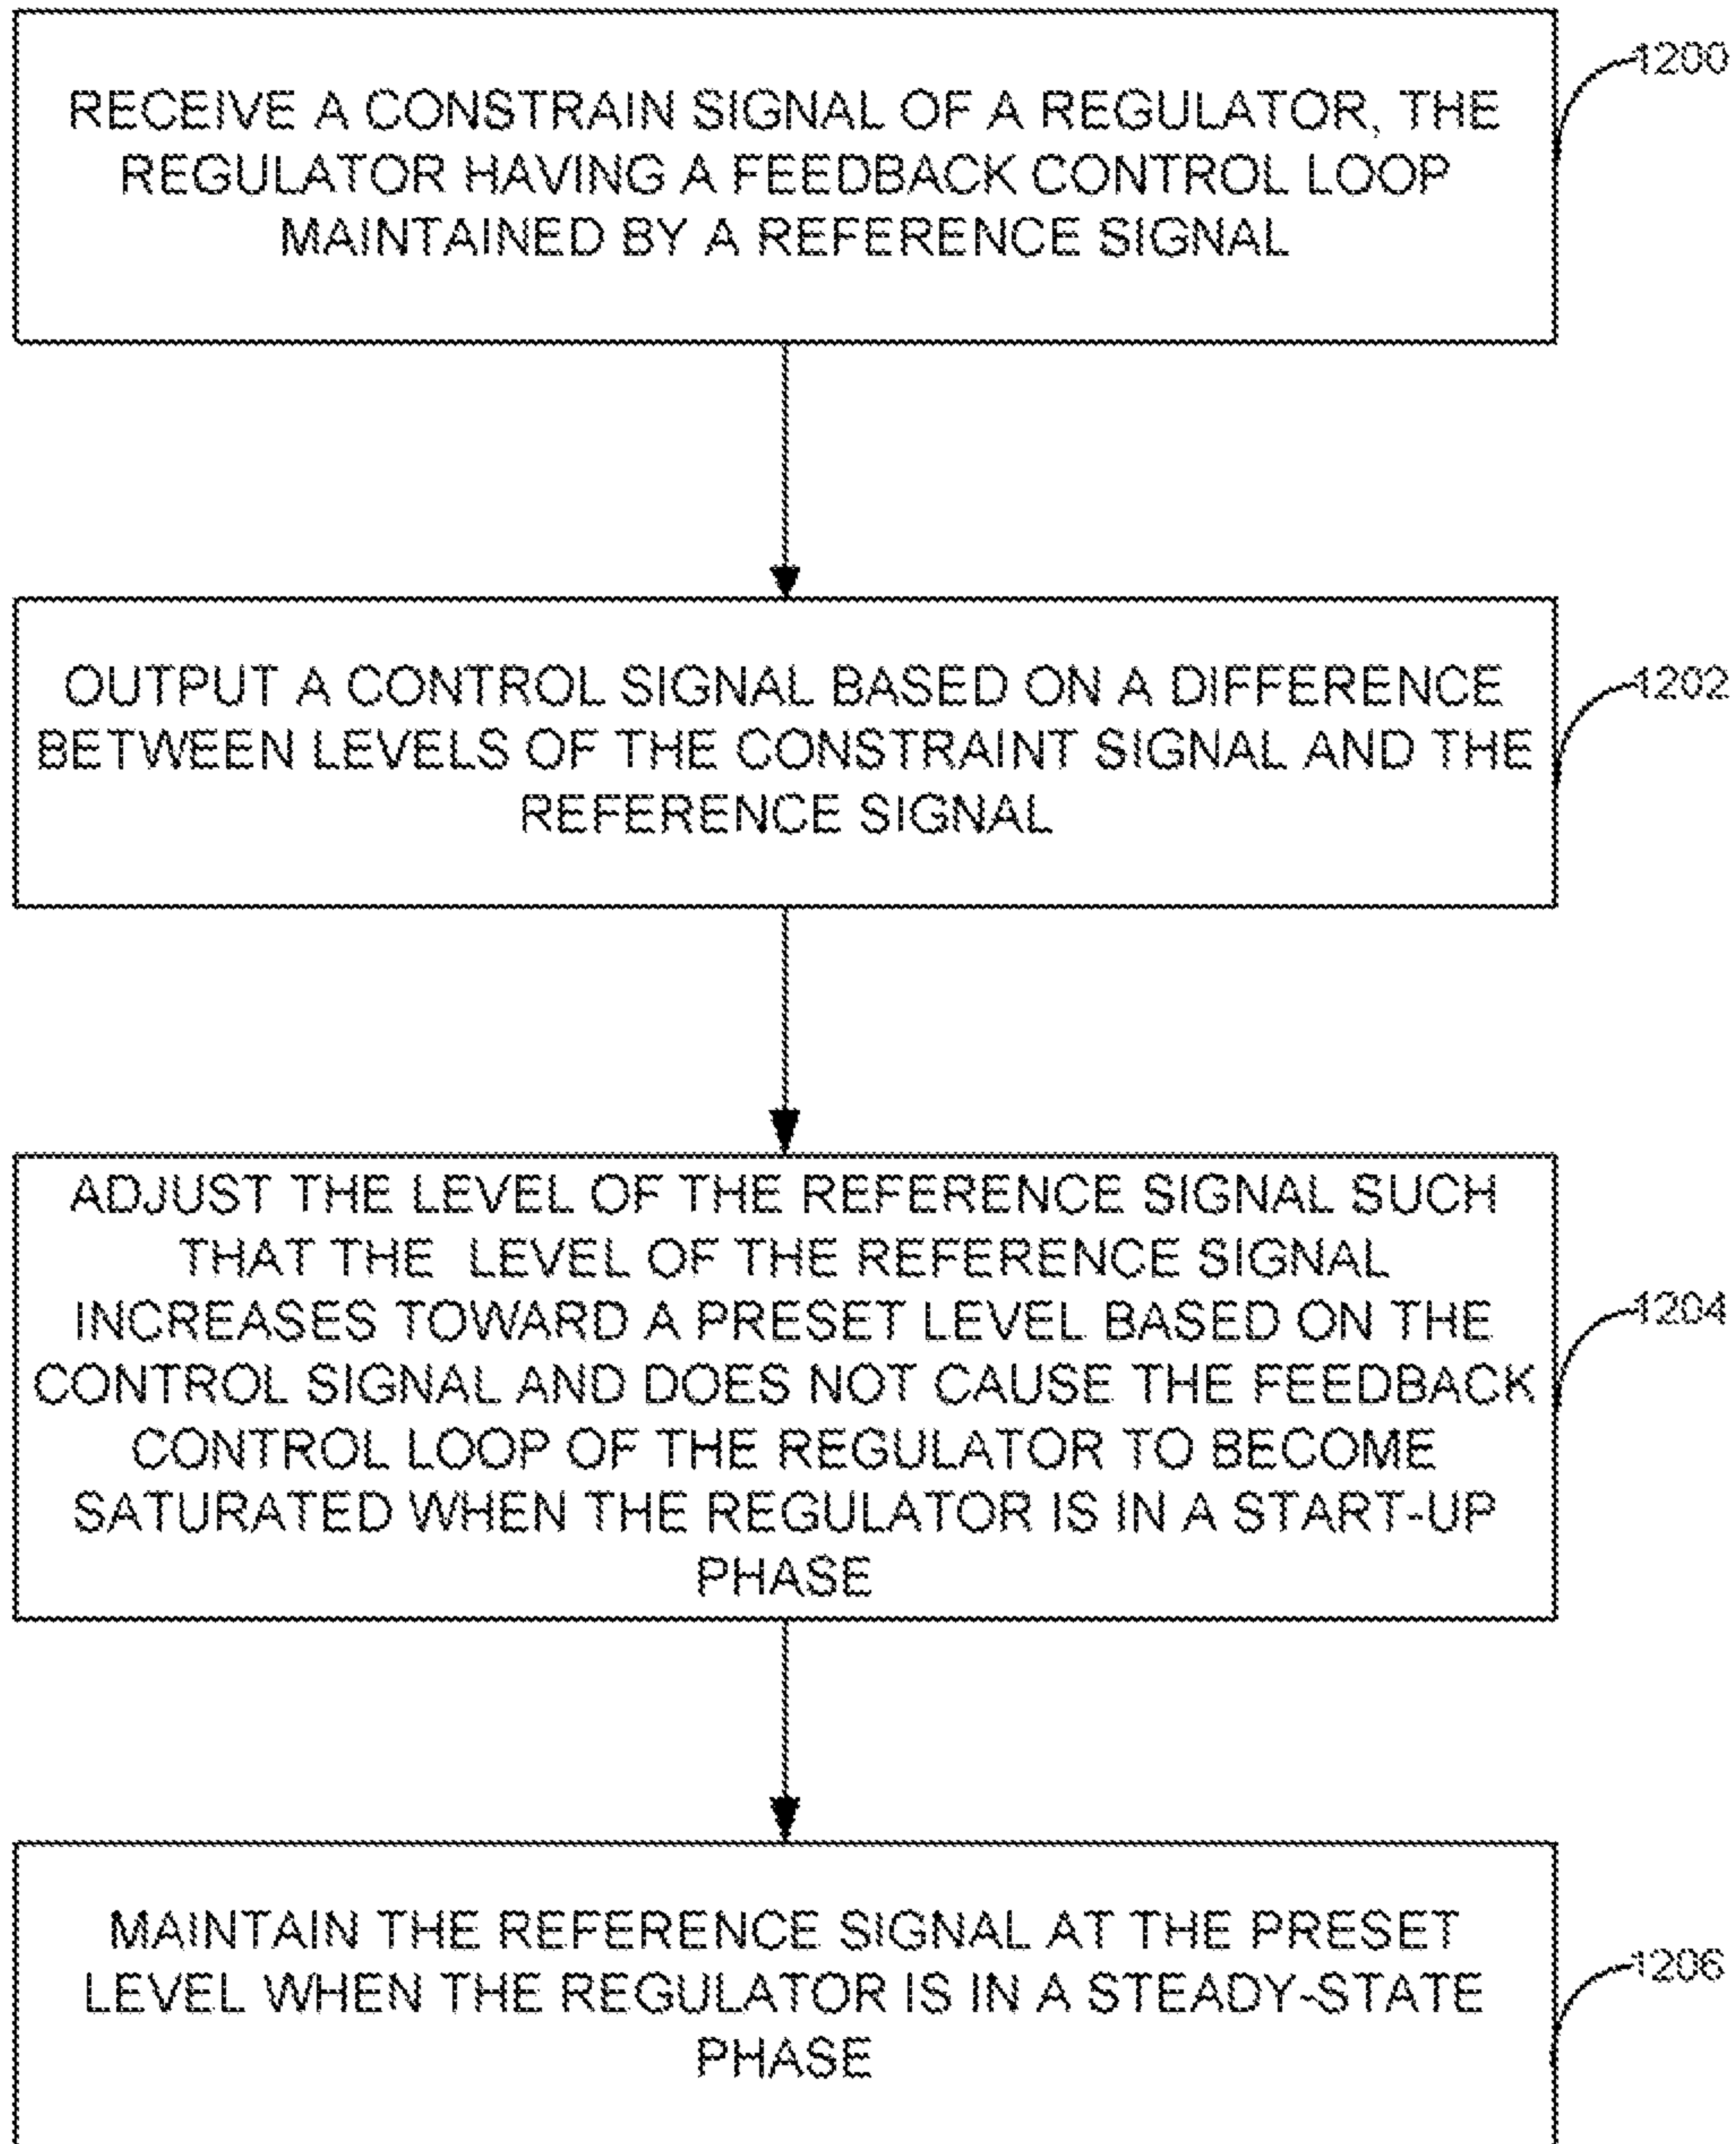 RECEIVE A CONSTRAIN SIGNAL OF A REGULATOR, THE
REGULATOR HAVING A FEEDBACK CONTROL LOOP
MAINTAINED BY A REFERENCE SIGNAL
1200
OUTPUT A CONTROL SIGNAL BASED ON A DIFFERENCE
BETWEEN LEVELS OF THE CONSTRAINT SIGNAL AND THE
REFERENCE SIGNAL
1202
ADJUST THE LEVEL OF THE REFERENCE SIGNAL SUCH
THAT THE LEVEL OF THE REFERENCE SIGNAL
INCREASES TOWARD A PRESET LEVEL BASED ON THE
CONTROL SIGNAL AND DOES NOT CAUSE THE FEEDBACK
CONTROL LOOP OF THE REGULATOR TO BECOME
SATURATED WHEN THE REGULATOR IS IN A START-UP
PHASE
1204
MAINTAIN THE REFERENCE SIGNAL AT THE PRESET
LEVEL WHEN THE REGULATOR IS IN A STEADY-STATE
PHASE
1206